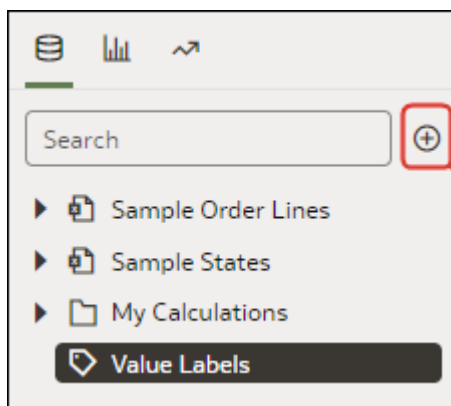 Search
Sample Order Lines
Sample States
My Calculations
Value Labels